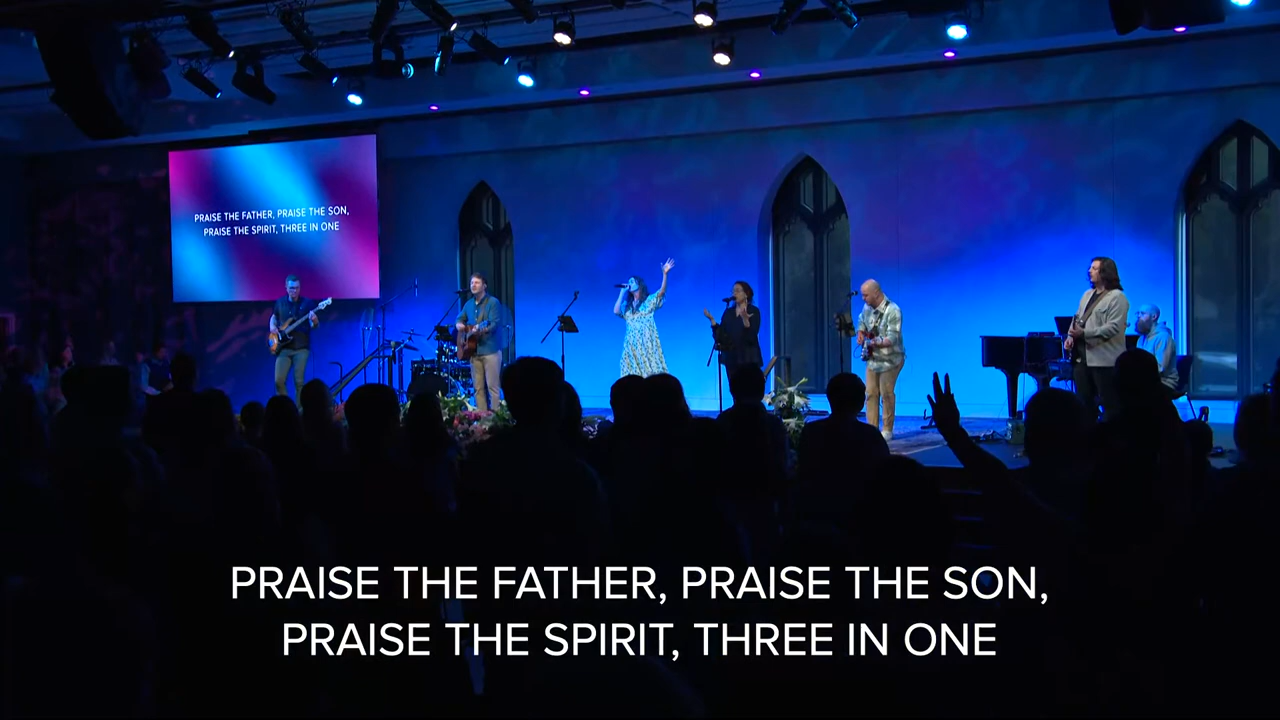 PRAISE THE FATHER, PRAISE THE SON,
PRAISE THE SPIRIT, THREE IN ONE
PRAISE THE FATHER, PRAISE THE SON,
PRAISE THE SPIRIT, THREE IN ONE